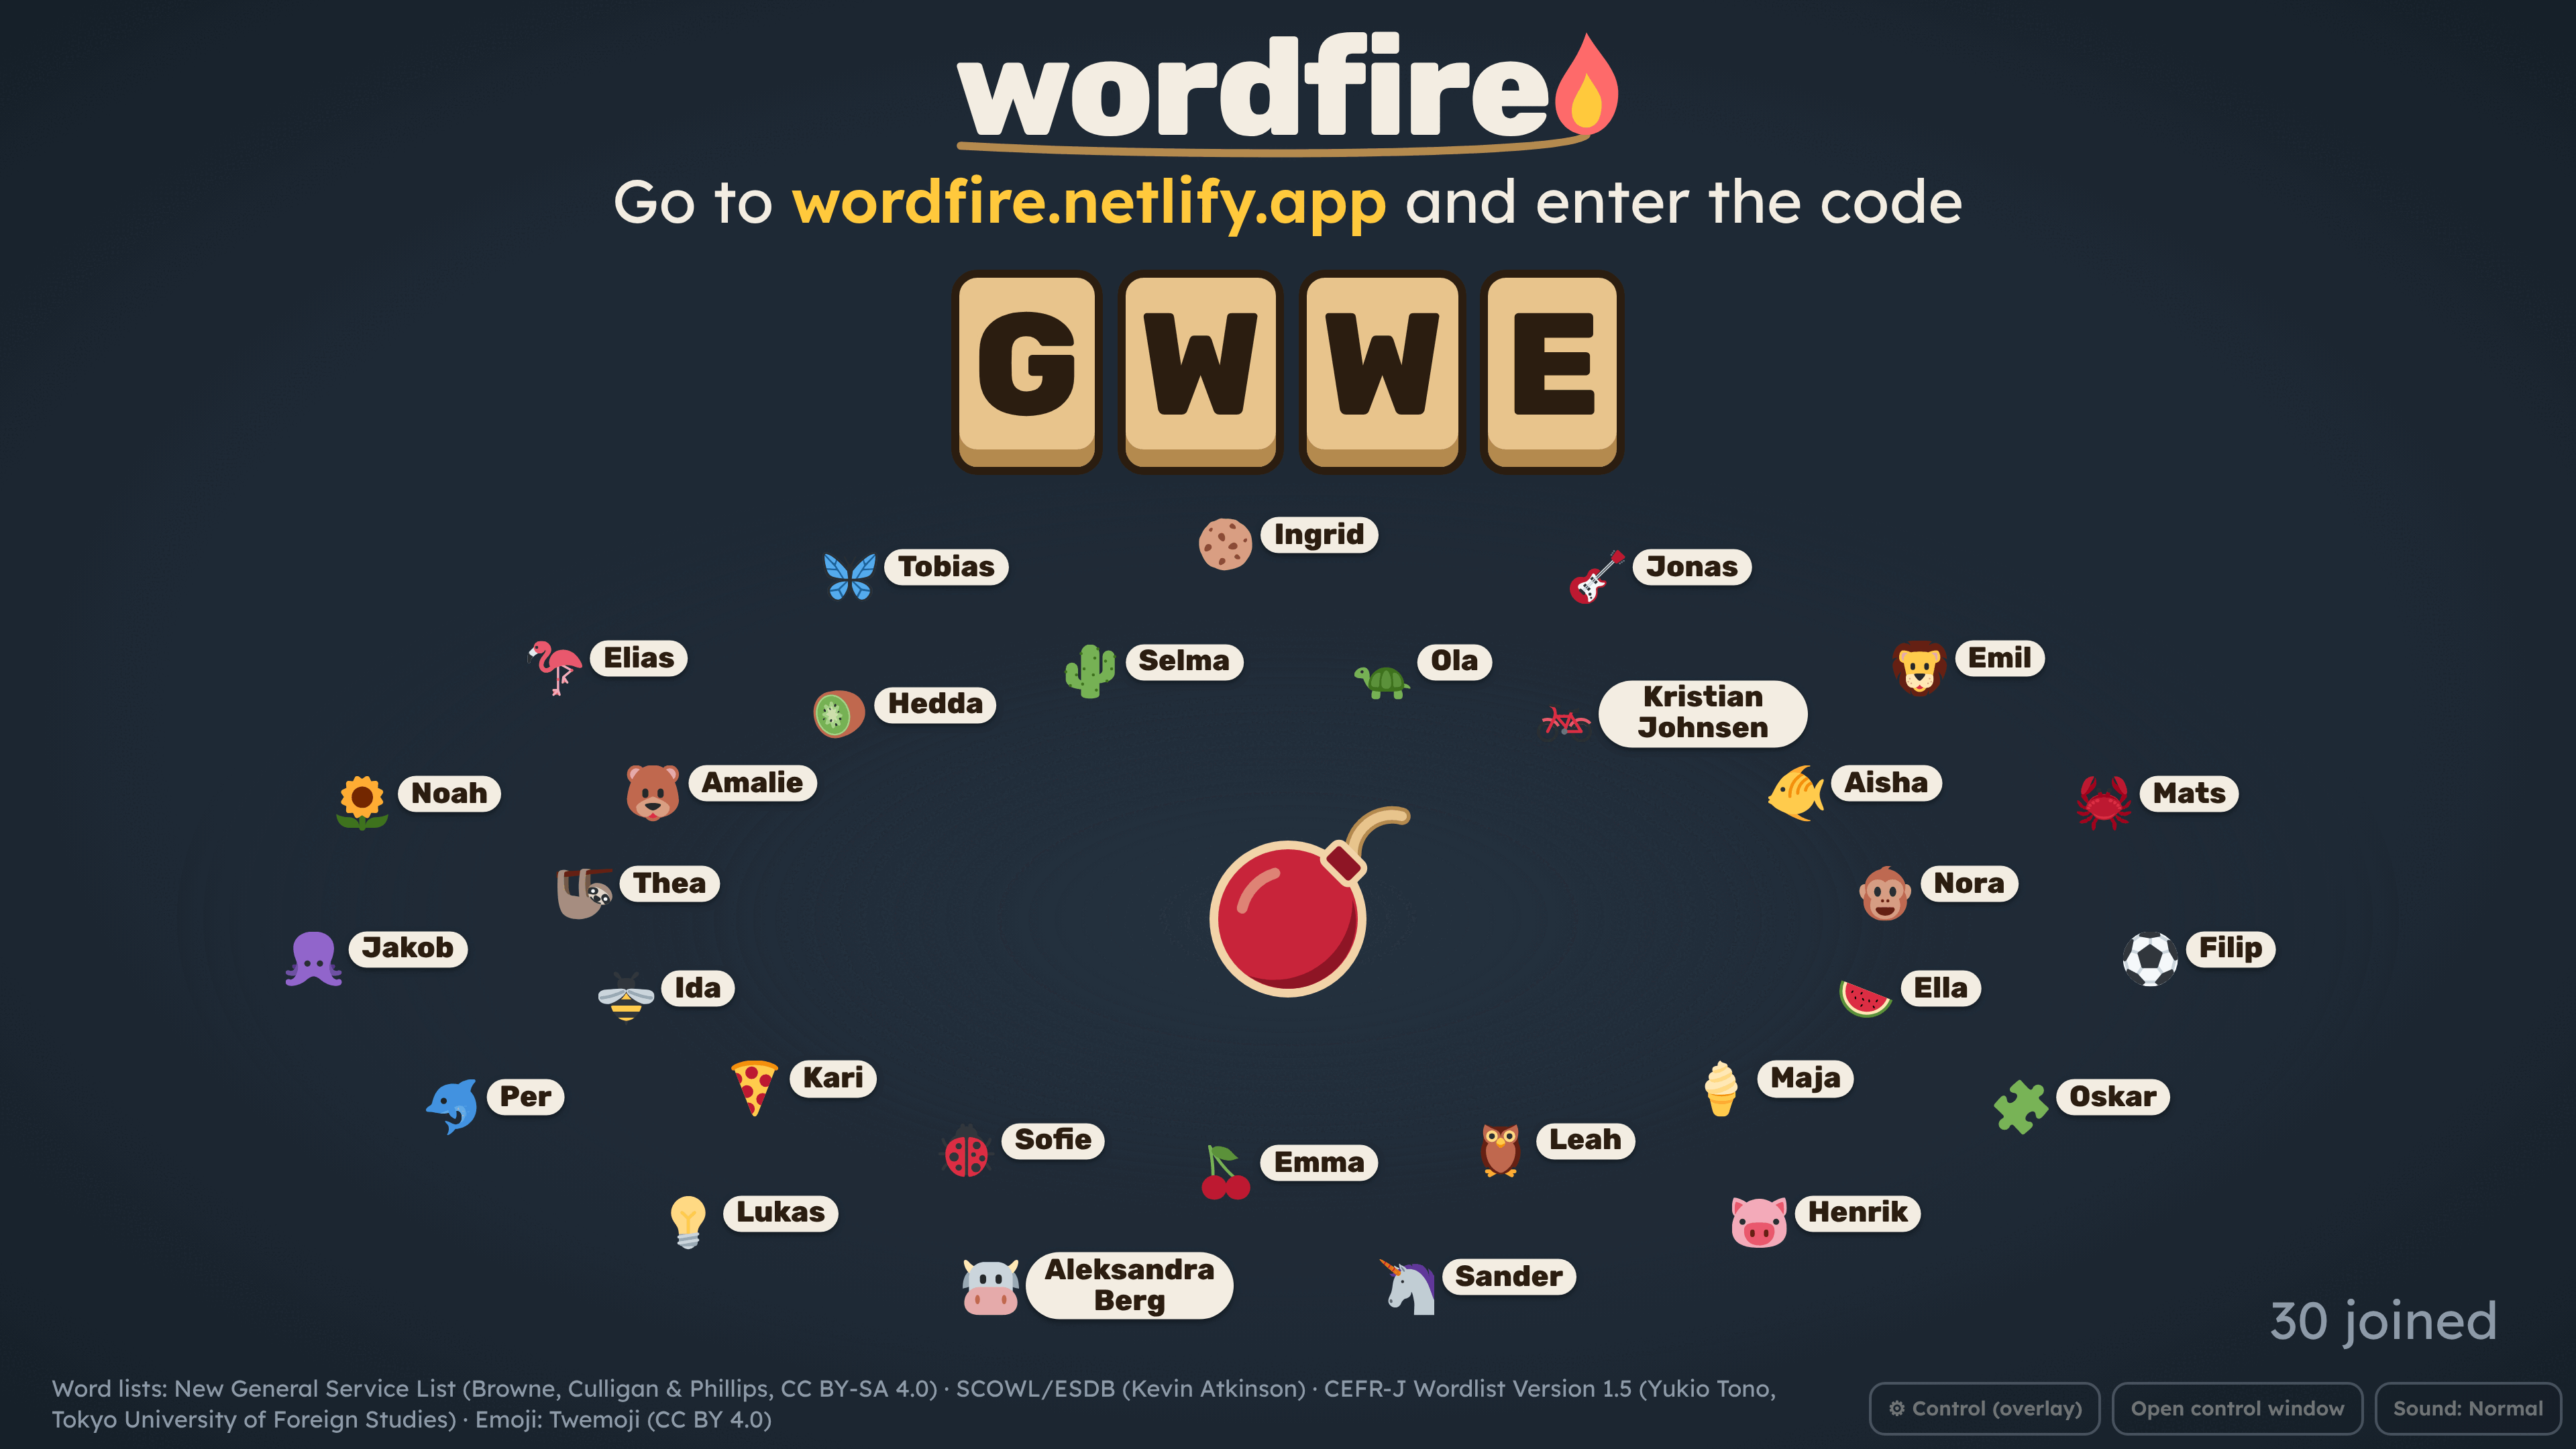 wordfire
Go to wordfire.netlify.app and enter the code
GWWE
Ingrid
Tobias
Jonas
Elias
Selma
Ola
Emil
Hedda
Kristian
Johnsen
Noah
Amalie
Aisha
Mats
Thea
Nora
Jakob
Filip
Ida
Ella
Per
Kari
Maja
Oskar
Sofie
Emma
Leah
Lukas
Henrik
Aleksandra
Berg
Sander
30 joined
Word lists: New General Service List (Browne, Culligan & Phillips, CC BY-SA 4.0) · SCOWL/ESDB (Kevin Atkinson) · CEFR-J Wordlist Version 1.5 (Yukio Tono,
Tokyo University of Foreign Studies) · Emoji: Twemoji (CC BY 4.0)
⚙ Control (overlay)
Open control window
Sound: Normal